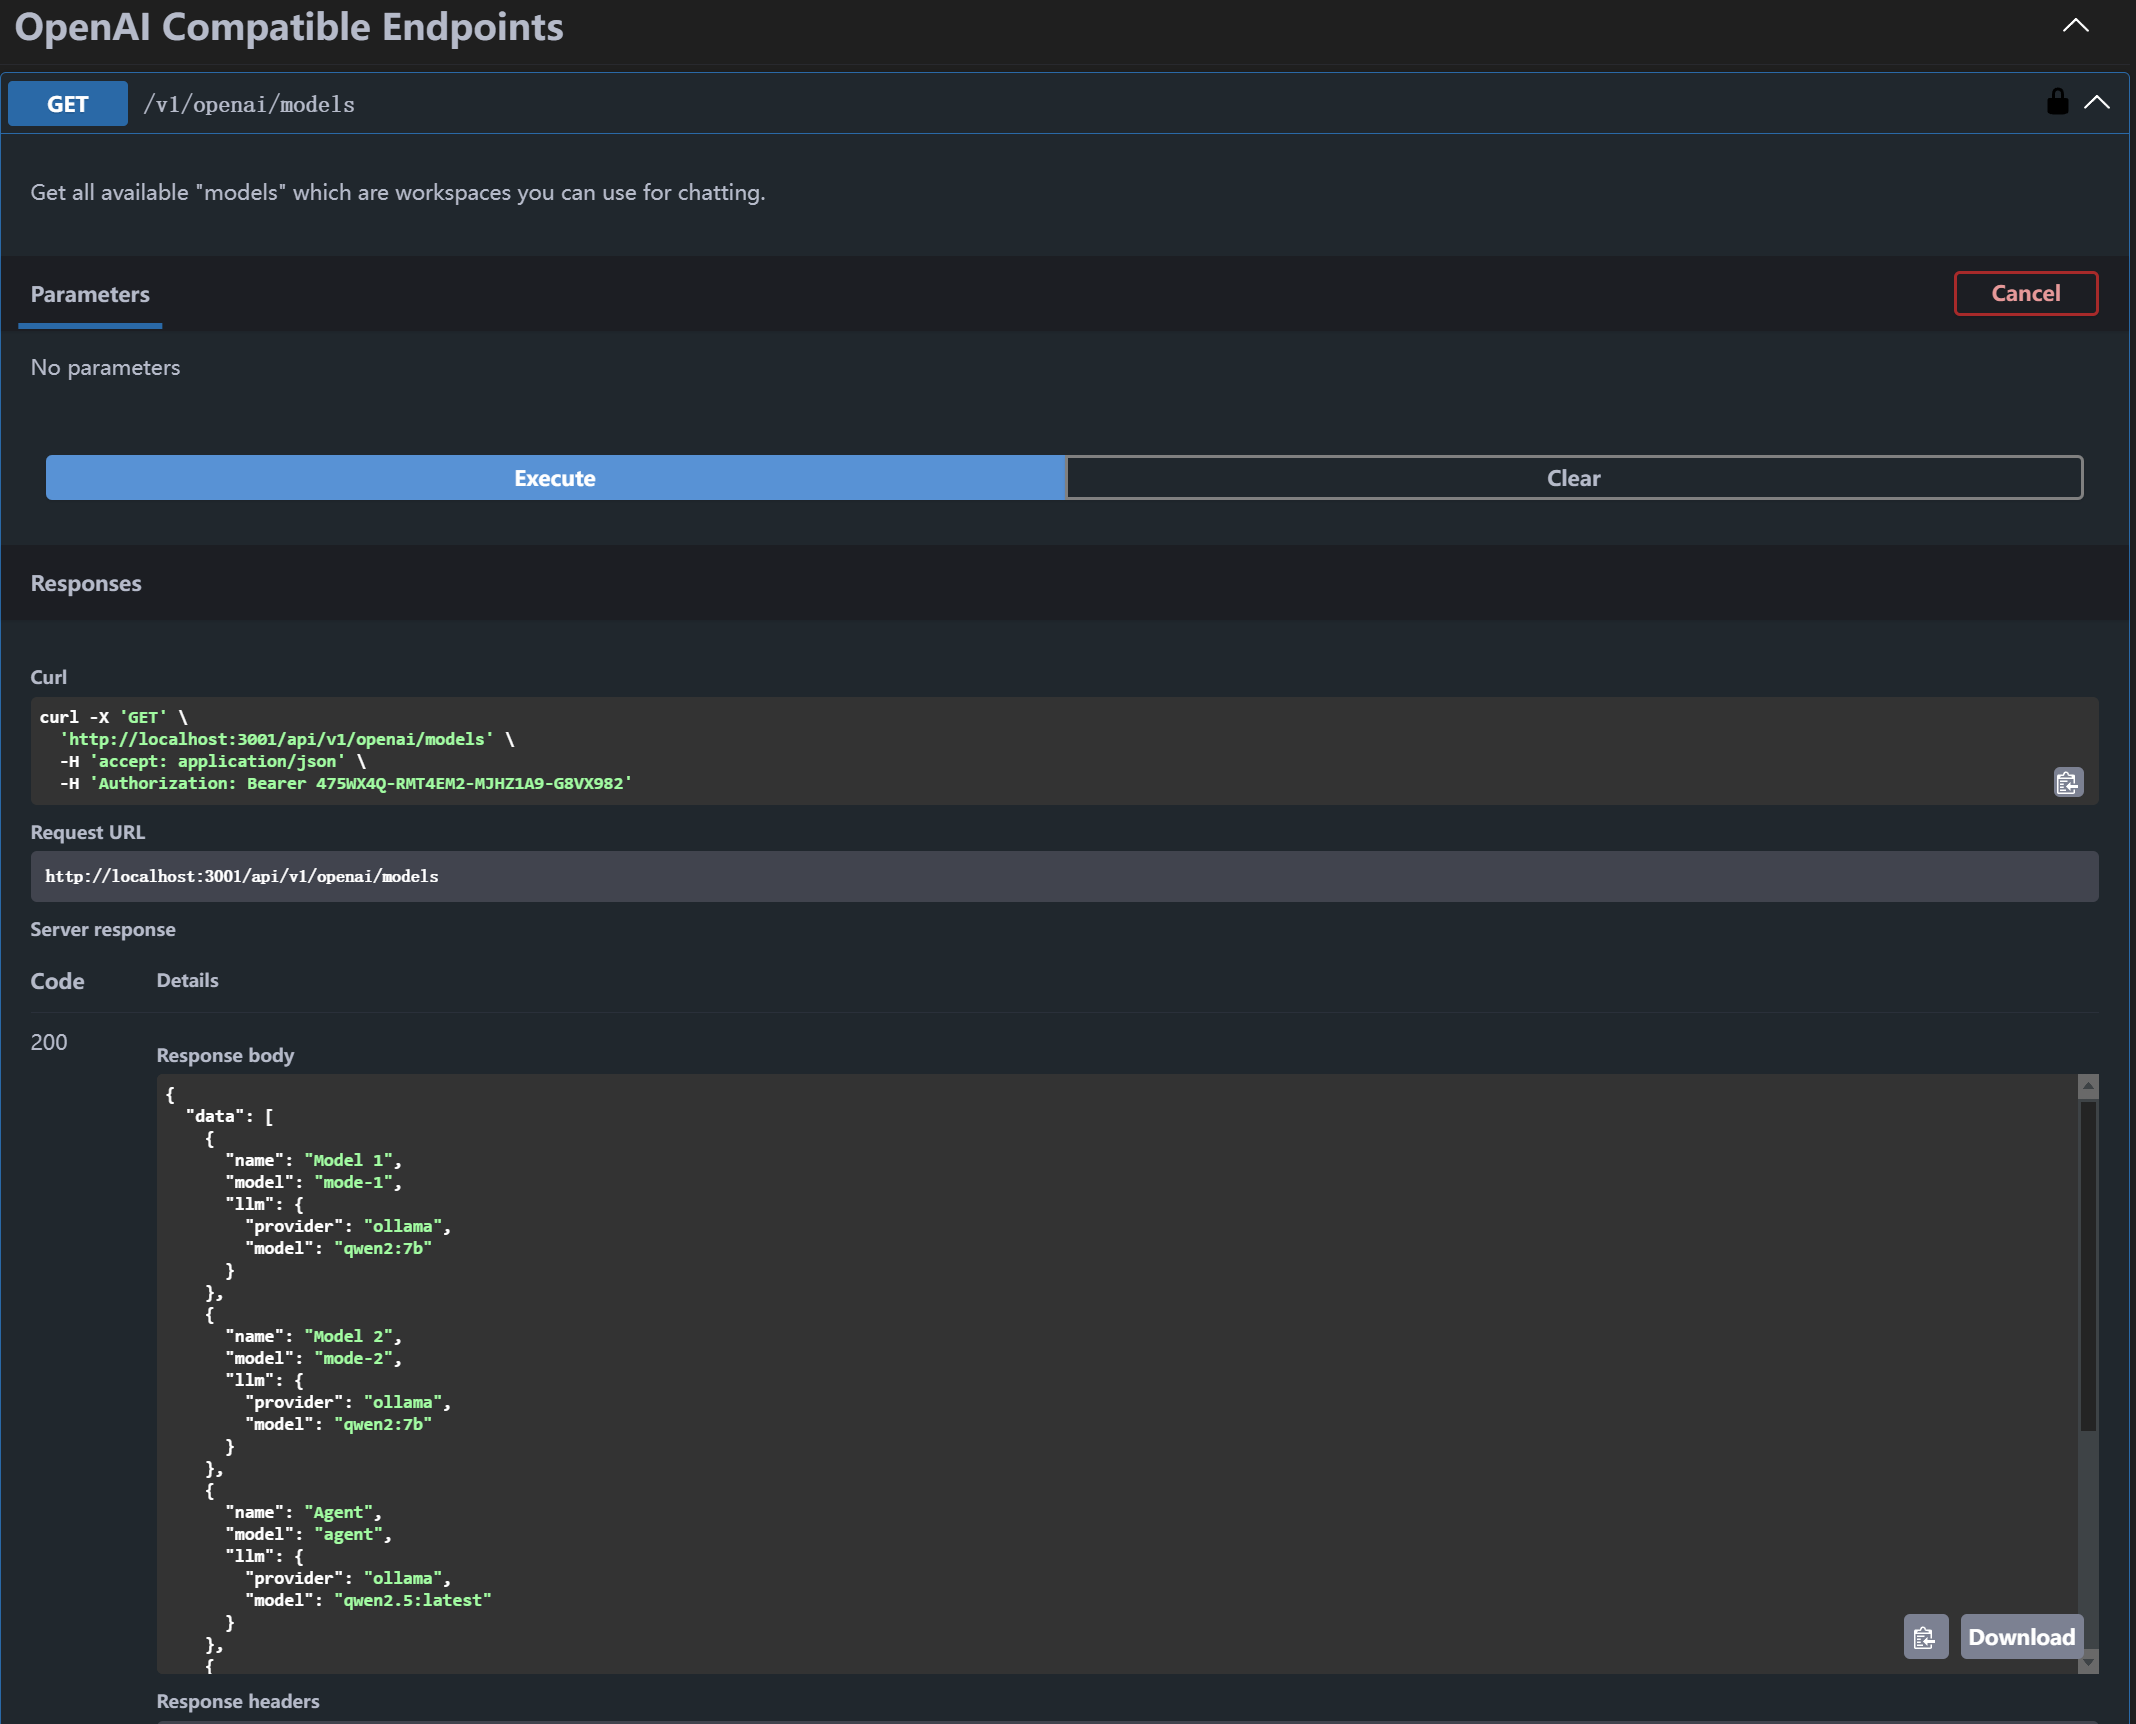 OpenAI Compatible Endpoints
GET /v1/openai/models
Get all available "models" which are workspaces you can use for chatting.
Parameters
Cancel
No parameters
Execute
Clear
Responses
Curl
curl -X 'GET' \
  'http://localhost:3001/api/v1/openai/models' \
  -H 'accept: application/json' \
  -H 'Authorization: Bearer 475WX4Q-RMT4EM2-MJHZ1A9-G8VX982'
Request URL
http://localhost:3001/api/v1/openai/models
Server response
Code Details
200
Response body
{
  "data": [
    {
      "name": "Model 1",
      "model": "mode-1",
      "llm": {
        "provider": "ollama",
        "model": "qwen2:7b"
      }
    },
    {
      "name": "Model 2",
      "model": "mode-2",
      "llm": {
        "provider": "ollama",
        "model": "qwen2:7b"
      }
    },
    {
      "name": "Agent",
      "model": "agent",
      "llm": {
        "provider": "ollama",
        "model": "qwen2.5:latest"
      }
    },
    {
Download
Response headers